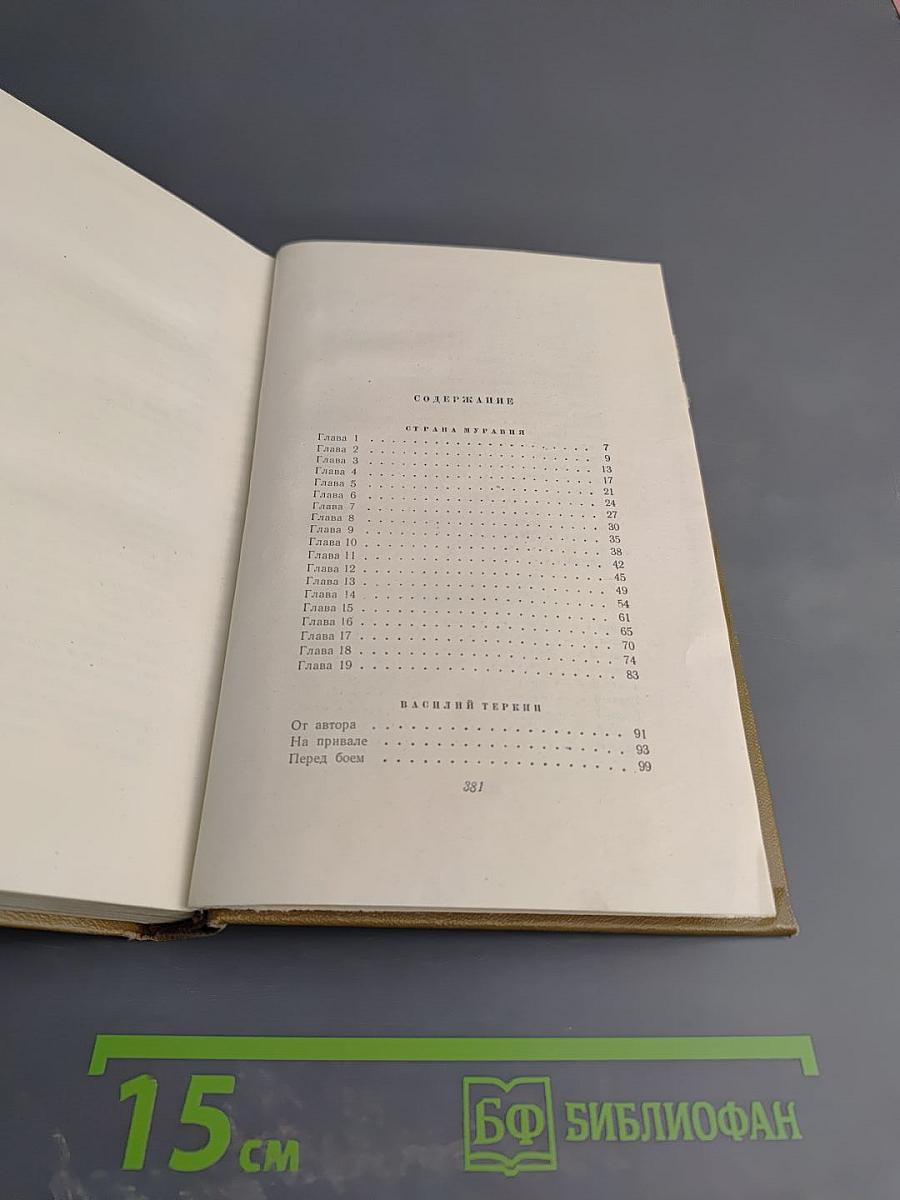 СОДЕРЖАНИЕ
СТРАНА МУРАВИЯ
Глава 1 . . . . . . . . . . . . . . . . . . . . 7
Глава 2 . . . . . . . . . . . . . . . . . . . . 9
Глава 3 . . . . . . . . . . . . . . . . . . . . 13
Глава 4 . . . . . . . . . . . . . . . . . . . . 17
Глава 5 . . . . . . . . . . . . . . . . . . . . 21
Глава 6 . . . . . . . . . . . . . . . . . . . . 24
Глава 7 . . . . . . . . . . . . . . . . . . . . 27
Глава 8 . . . . . . . . . . . . . . . . . . . . 30
Глава 9 . . . . . . . . . . . . . . . . . . . . 35
Глава 10 . . . . . . . . . . . . . . . . . . . . 38
Глава 11 . . . . . . . . . . . . . . . . . . . . 42
Глава 12 . . . . . . . . . . . . . . . . . . . . 45
Глава 13 . . . . . . . . . . . . . . . . . . . . 49
Глава 14 . . . . . . . . . . . . . . . . . . . . 54
Глава 15 . . . . . . . . . . . . . . . . . . . . 61
Глава 16 . . . . . . . . . . . . . . . . . . . . 65
Глава 17 . . . . . . . . . . . . . . . . . . . . 70
Глава 18 . . . . . . . . . . . . . . . . . . . . 74
Глава 19 . . . . . . . . . . . . . . . . . . . . 83
ВАСИЛИЙ ТЕРКИН
От автора . . . . . . . . . . . . . . . . . . 91
На привале . . . . . . . . . . . . . . . . . . 93
Перед боем . . . . . . . . . . . . . . . . . . 99
381
15 см
БФ БИБЛИОФАН